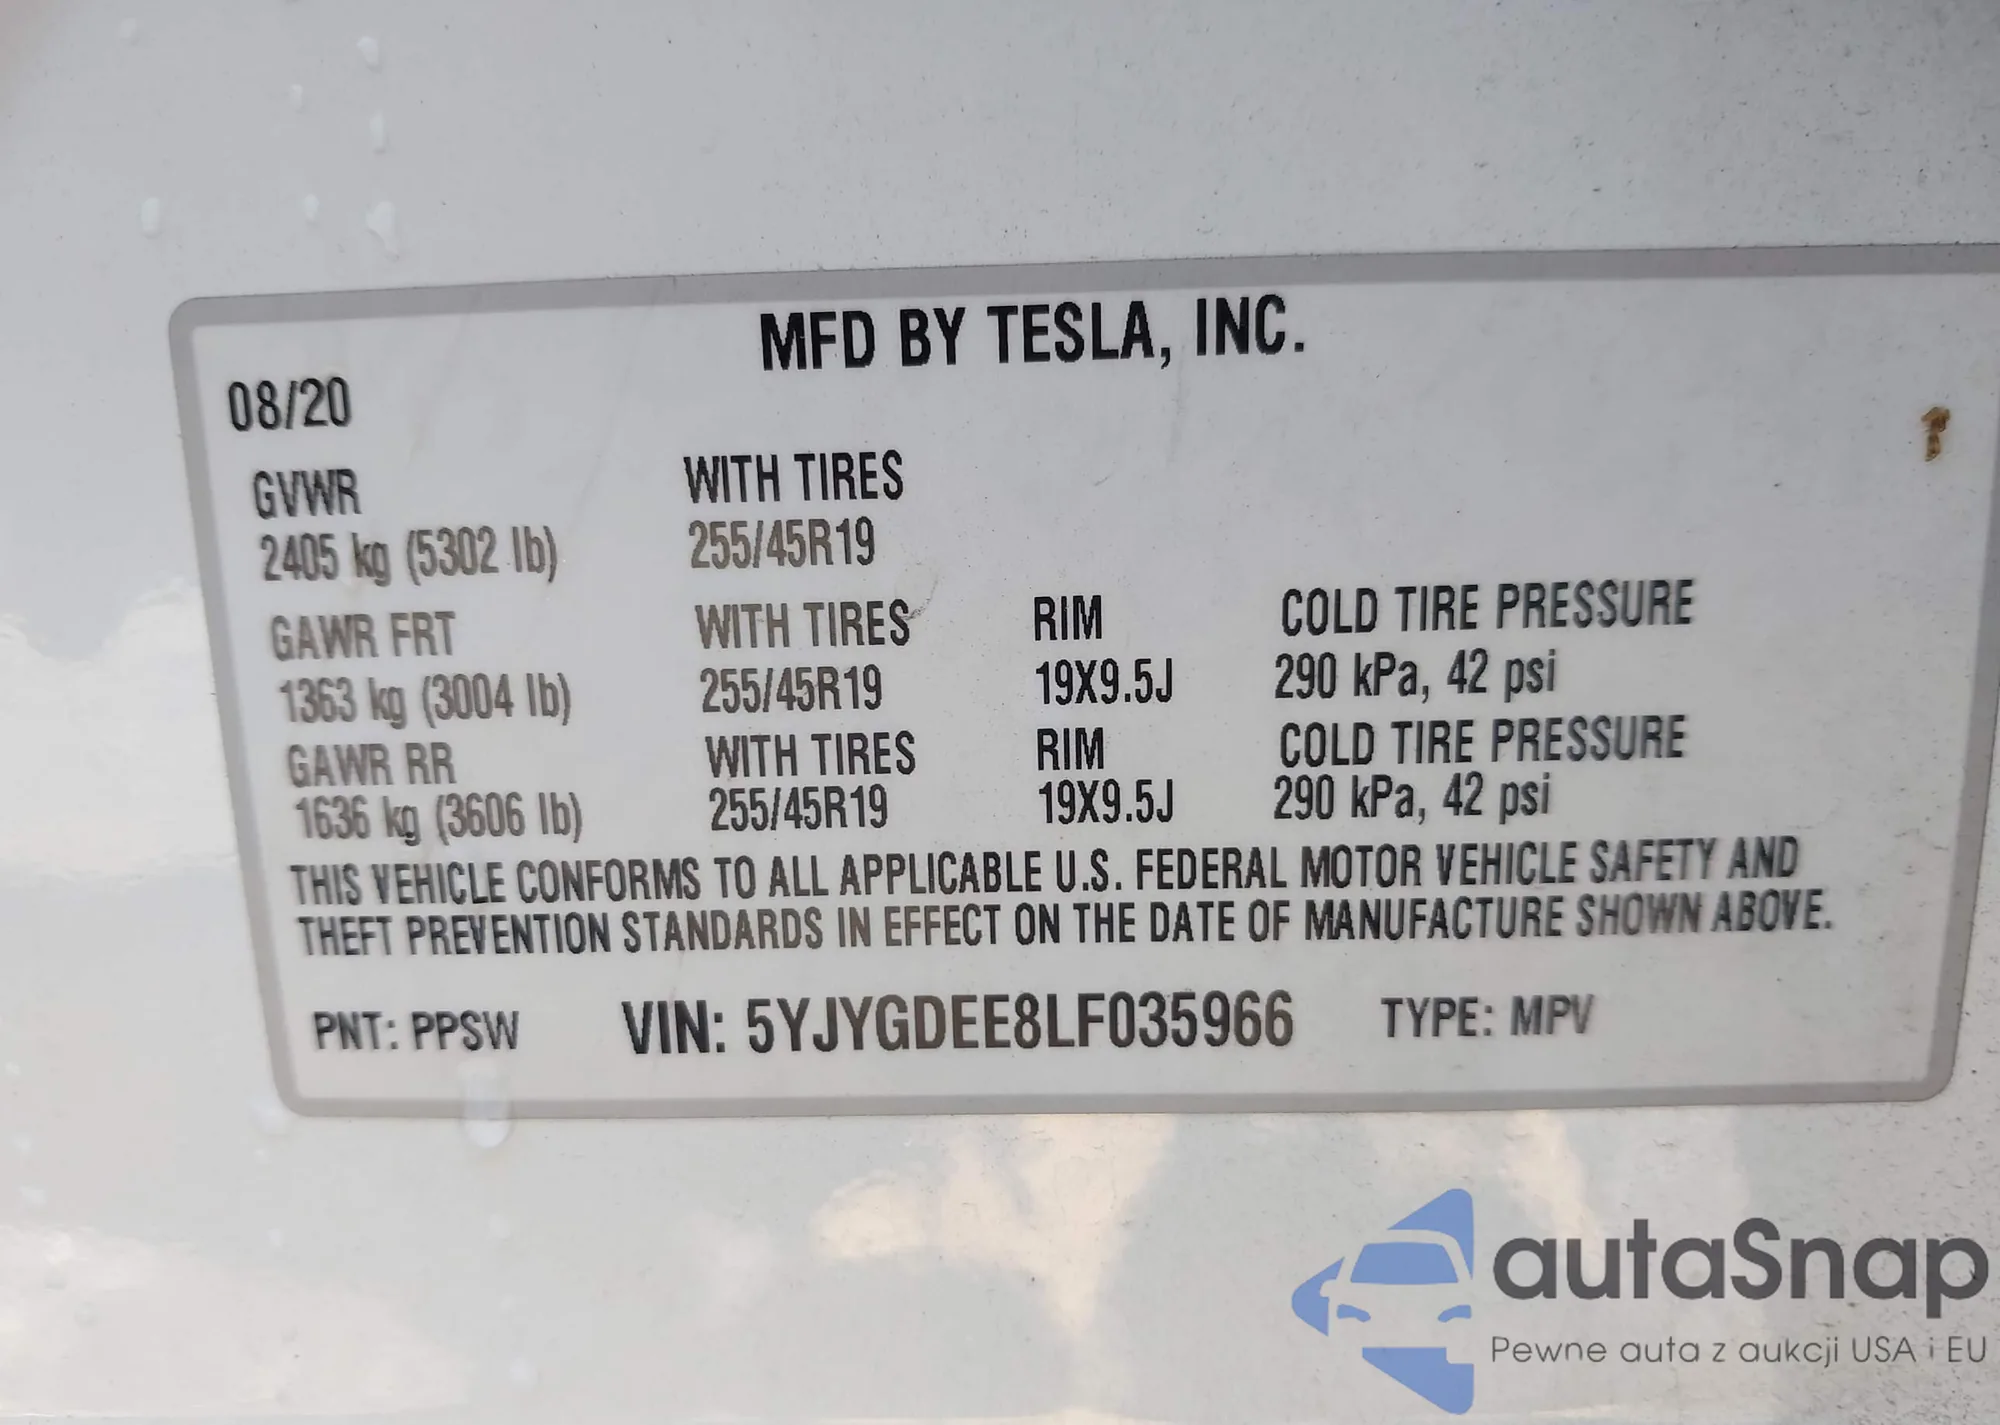 MFD BY TESLA, INC.
08/20
GVWR WITH TIRES
2405 kg (5302 lb) 255/45R19
GAWR FRT WITH TIRES RIM COLD TIRE PRESSURE
1363 kg (3004 lb) 255/45R19 19X9.5J 290 kPa, 42 psi
GAWR RR WITH TIRES RIM COLD TIRE PRESSURE
1636 kg (3606 lb) 255/45R19 19X9.5J 290 kPa, 42 psi
THIS VEHICLE CONFORMS TO ALL APPLICABLE U.S. FEDERAL MOTOR VEHICLE SAFETY AND
THEFT PREVENTION STANDARDS IN EFFECT ON THE DATE OF MANUFACTURE SHOWN ABOVE.
PNT: PPSW VIN: 5YJYGDEE8LF035966 TYPE: MPV
autaSnap
Pewne auta z aukcji USA i EU